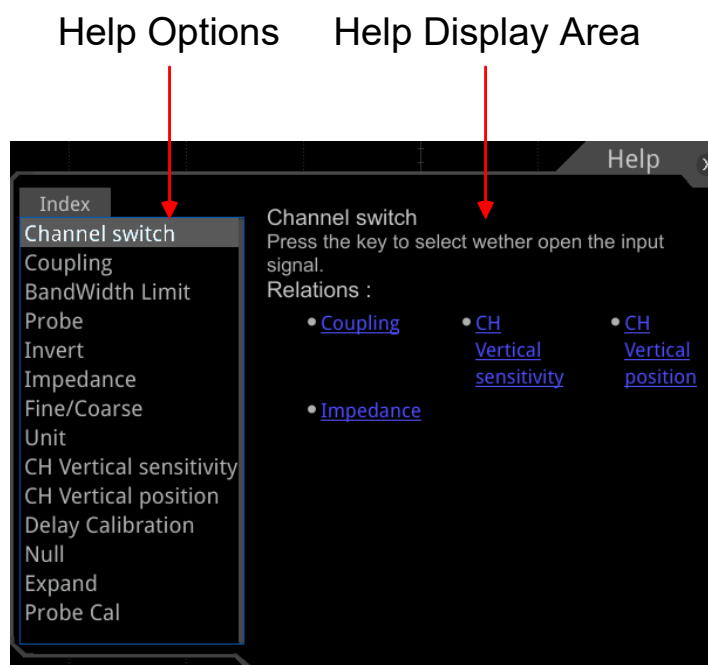 Help Options Help Display Area
Help x
Index
Channel switch
Coupling
BandWidth Limit
Probe
Invert
Impedance
Fine/Coarse
Unit
CH Vertical sensitivity
CH Vertical position
Delay Calibration
Null
Expand
Probe Cal
Channel switch
Press the key to select wether open the input
signal.
Relations :
• Coupling
• CH
Vertical
sensitivity
• CH
Vertical
position
• Impedance